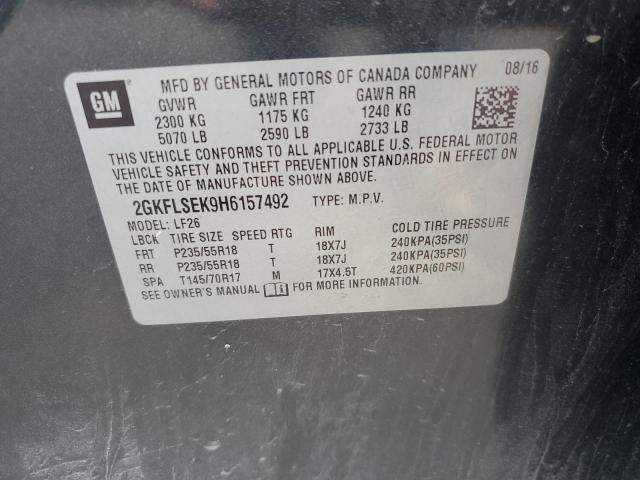 GM
MFD BY GENERAL MOTORS OF CANADA COMPANY 08/16
GVWR GAWR FRT GAWR RR
2300 KG 1175 KG 1240 KG
5070 LB 2590 LB 2733 LB
THIS VEHICLE CONFORMS TO ALL APPLICABLE U.S. FEDERAL MOTOR
VEHICLE SAFETY AND THEFT PREVENTION STANDARDS IN EFFECT ON
THE DATE OF MANUFACTURE SHOWN ABOVE.
2GKFLSEK9H6157492 TYPE: M.P.V.
MODEL: LF26
LBCK TIRE SIZE SPEED RTG RIM COLD TIRE PRESSURE
FRT P235/55R18 T 18X7J 240KPA(35PSI)
RR P235/55R18 T 18X7J 240KPA(35PSI)
SPA T145/70R17 M 17X4.5T 420KPA(60PSI)
SEE OWNER'S MANUAL FOR MORE INFORMATION.